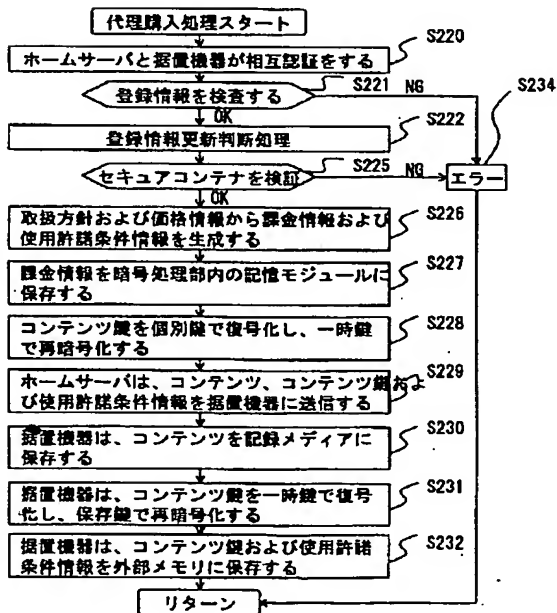 代理購入処理スタート
S220
ホームサーバと据置機器が相互認証をする
S221 NG
登録情報を検査する
S234
OK
S222
登録情報更新判断処理
S225 NG
セキュアコンテナを検証
エラー
OK
S226
取扱方針および価格情報から課金情報および
使用許諾条件情報を生成する
S227
課金情報を暗号処理部内の記憶モジュールに
保存する
S228
コンテンツ鍵を個別鍵で復号化し、一時鍵
で再暗号化する
S229
ホームサーバは、コンテンツ、コンテンツ鍵およ
び使用許諾条件情報を据置機器に送信する
S230
据置機器は、コンテンツを記録メディアに
保存する
S231
据置機器は、コンテンツ鍵を一時鍵で復号
化し、保存鍵で再暗号化する
S232
据置機器は、コンテンツ鍵および使用許諾
条件情報を外部メモリに保存する
リターン